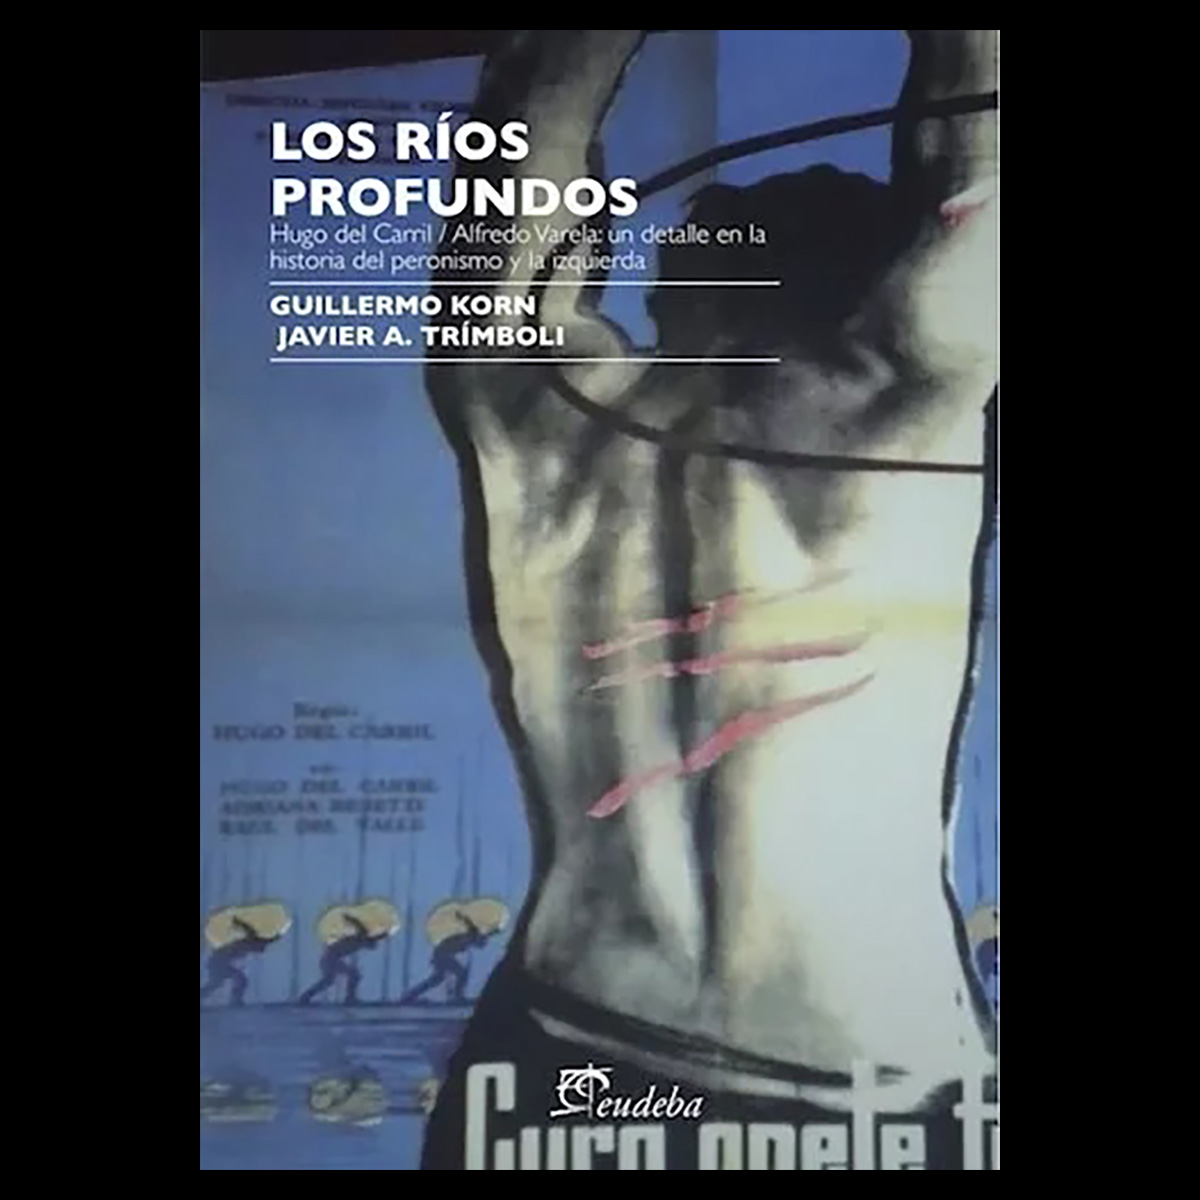 LOS RÍOS
PROFUNDOS
Hugo del Carril / Alfredo Varela: un detalle en la
historia del peronismo y la izquierda
GUILLERMO KORN
JAVIER A. TRÍMBOLI
Regia:
HUGO DEL CARRIL
HUGO DEL CARRIL
ADRIANA BENETTI
RAUL DEL VALLE
eudeba